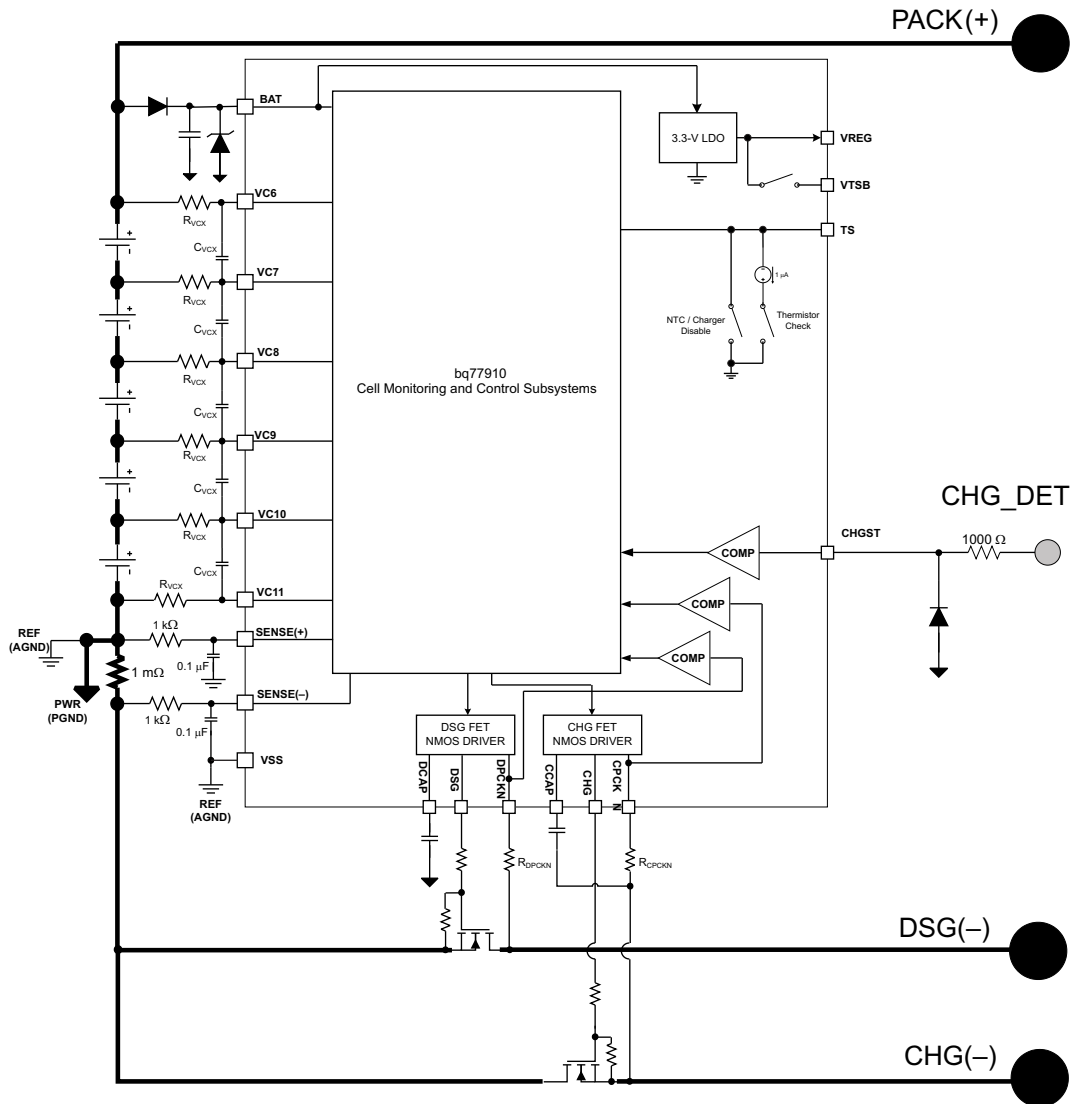 PACK(+)
BAT
3.3-V LDO
VREG
VTSB
VC6
RVCX
TS
+
-
CVCX
1 μA
VC7
RVCX
+
-
CVCX
NTC / Charger
Disable
Thermistor
Check
VC8
RVCX
bq77910
Cell Monitoring and Control Subsystems
+
-
CVCX
VC9
RVCX
+
-
CVCX
CHG_DET
VC10
RVCX
CHGST
1000 Ω
COMP
+
-
CVCX
RVCX
VC11
COMP
REF
(AGND)
1 kΩ
SENSE(+)
COMP
1 mΩ
0.1 μF
PWR
(PGND)
SENSE(–)
1 kΩ
0.1 μF
DSG FET
NMOS DRIVER
CHG FET
NMOS DRIVER
VSS
DCAP
DSG
DPCKN
CCAP
CHG
CPCK
N
REF
(AGND)
RDPCKN
RCPCKN
DSG(–)
CHG(–)